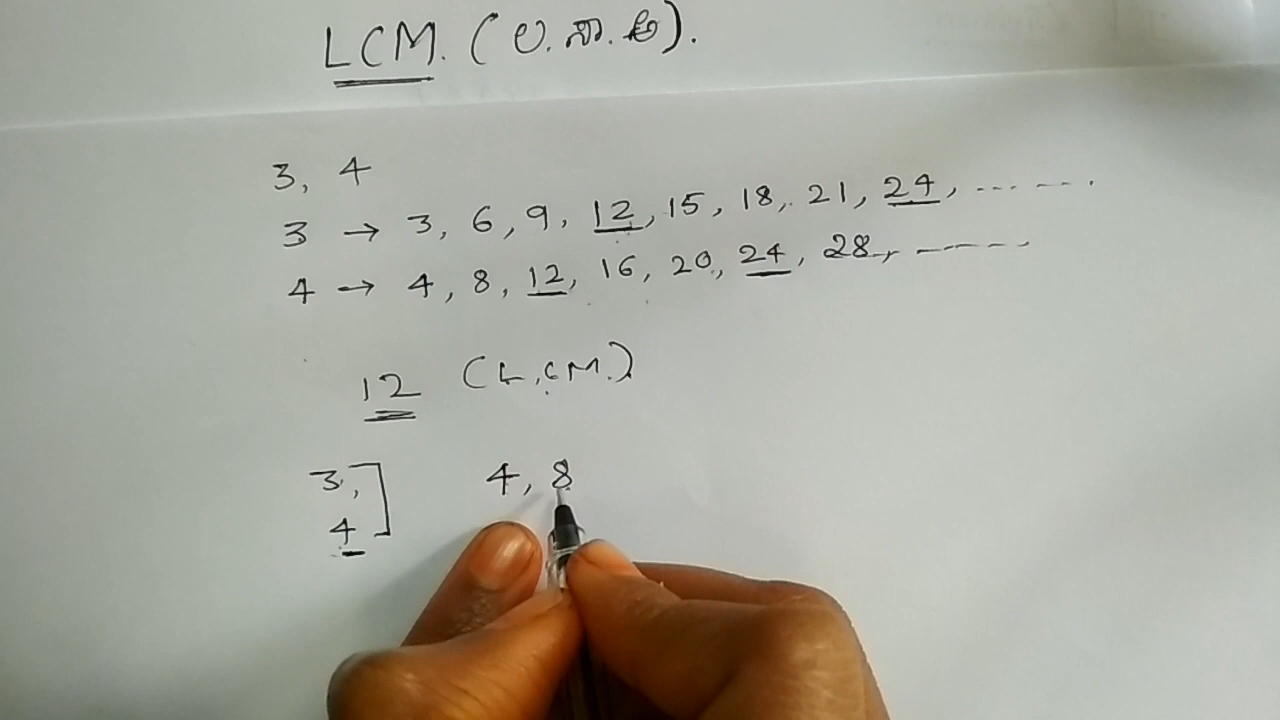 LCM. (ಲ.ಸಾ.ಅ).
3, 4
3 → 3, 6, 9, 12, 15, 18, 21, 24, ------.
4 → 4, 8, 12, 16, 20, 24, 28, -----
12 (L.CM.)
3, 4, 8
4